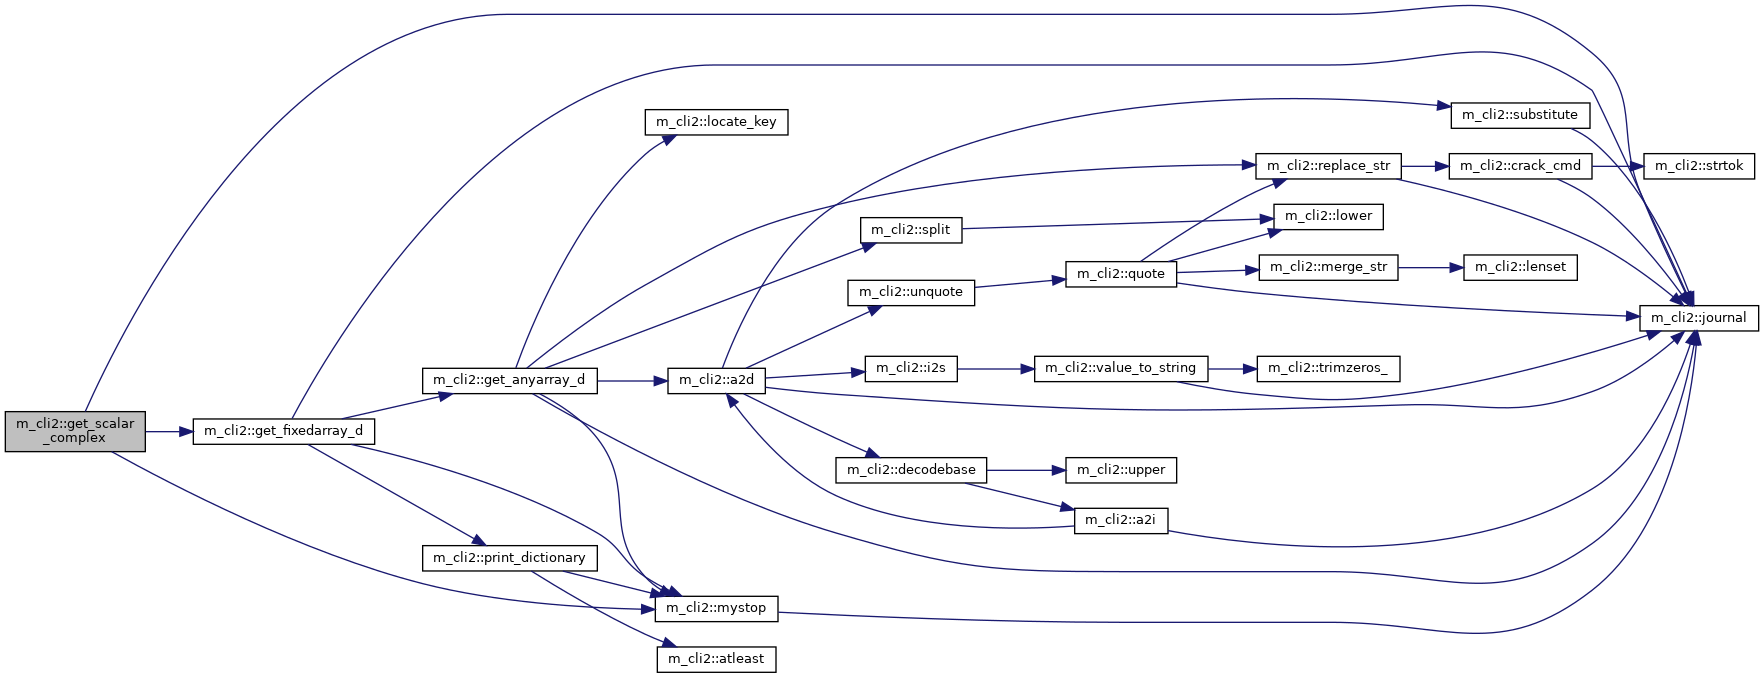 m_cli2::locate_key
m_cli2::substitute
m_cli2::replace_str
m_cli2::crack_cmd
m_cli2::strtok
m_cli2::lower
m_cli2::split
m_cli2::merge_str
m_cli2::lenset
m_cli2::quote
m_cli2::unquote
m_cli2::journal
m_cli2::i2s
m_cli2::value_to_string
m_cli2::trimzeros_
m_cli2::get_anyarray_d
m_cli2::a2d
m_cli2::get_scalar
_complex
m_cli2::get_fixedarray_d
m_cli2::decodebase
m_cli2::upper
m_cli2::a2i
m_cli2::print_dictionary
m_cli2::mystop
m_cli2::atleast